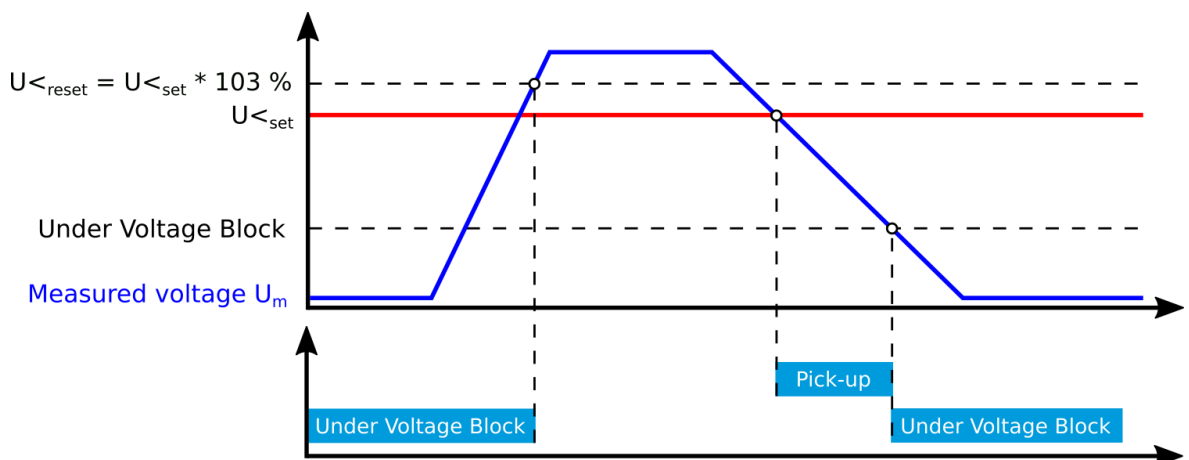 U<reset = U<set * 103 %
U<set
Under Voltage Block
Measured voltage Um
Pick-up
Under Voltage Block
Under Voltage Block